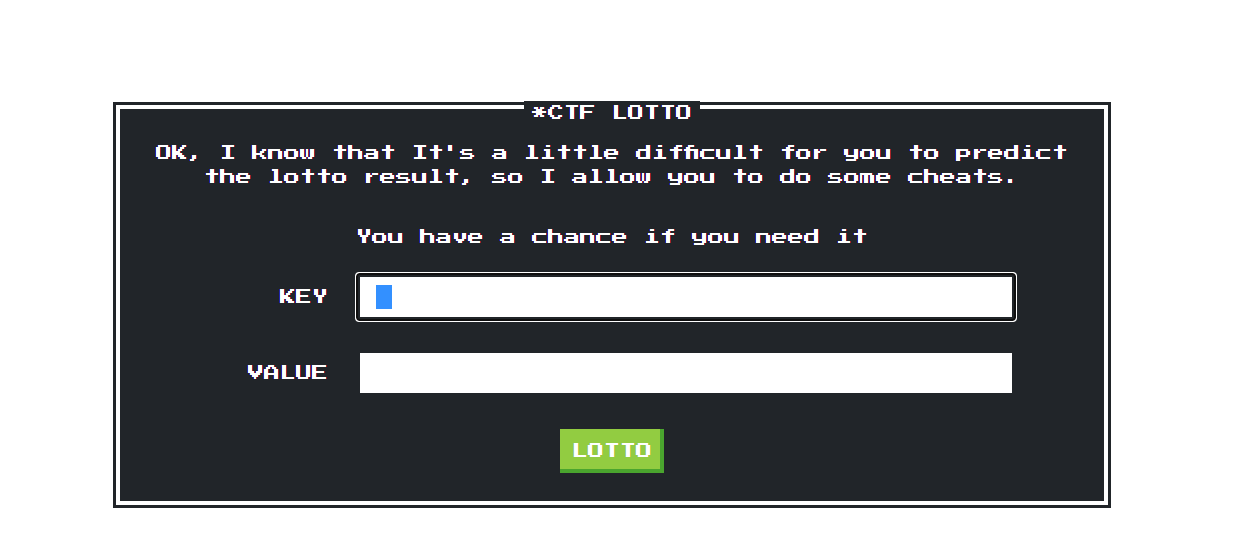 *CTF LOTTO
OK, I know that It's a little difficult for you to predict
the lotto result, so I allow you to do some cheats.
You have a chance if you need it
KEY
VALUE
LOTTO